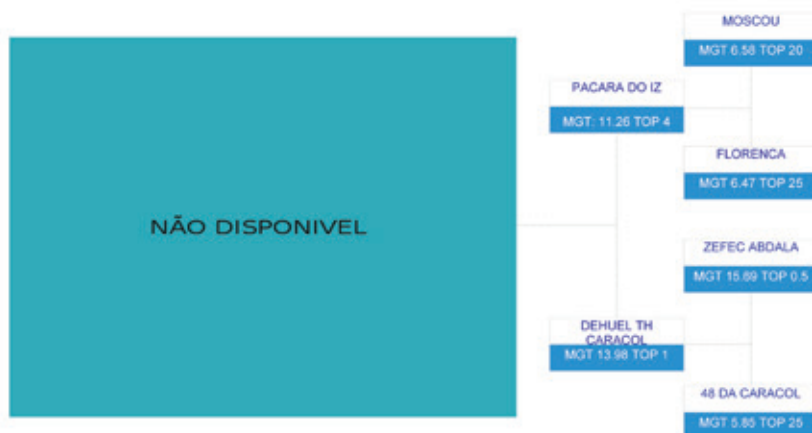 NÃO DISPONIVEL
PACARA DO IZ
MGT: 11.26 TOP 4
DEHUEL TH
CARACOL
MGT 13.98 TOP 1
MOSCOU
MGT 6.58 TOP 20
FLORENCA
MGT 6.47 TOP 25
ZEFEC ABDALA
MGT 15.69 TOP 0.5
48 DA CARACOL
MGT 5.85 TOP 25